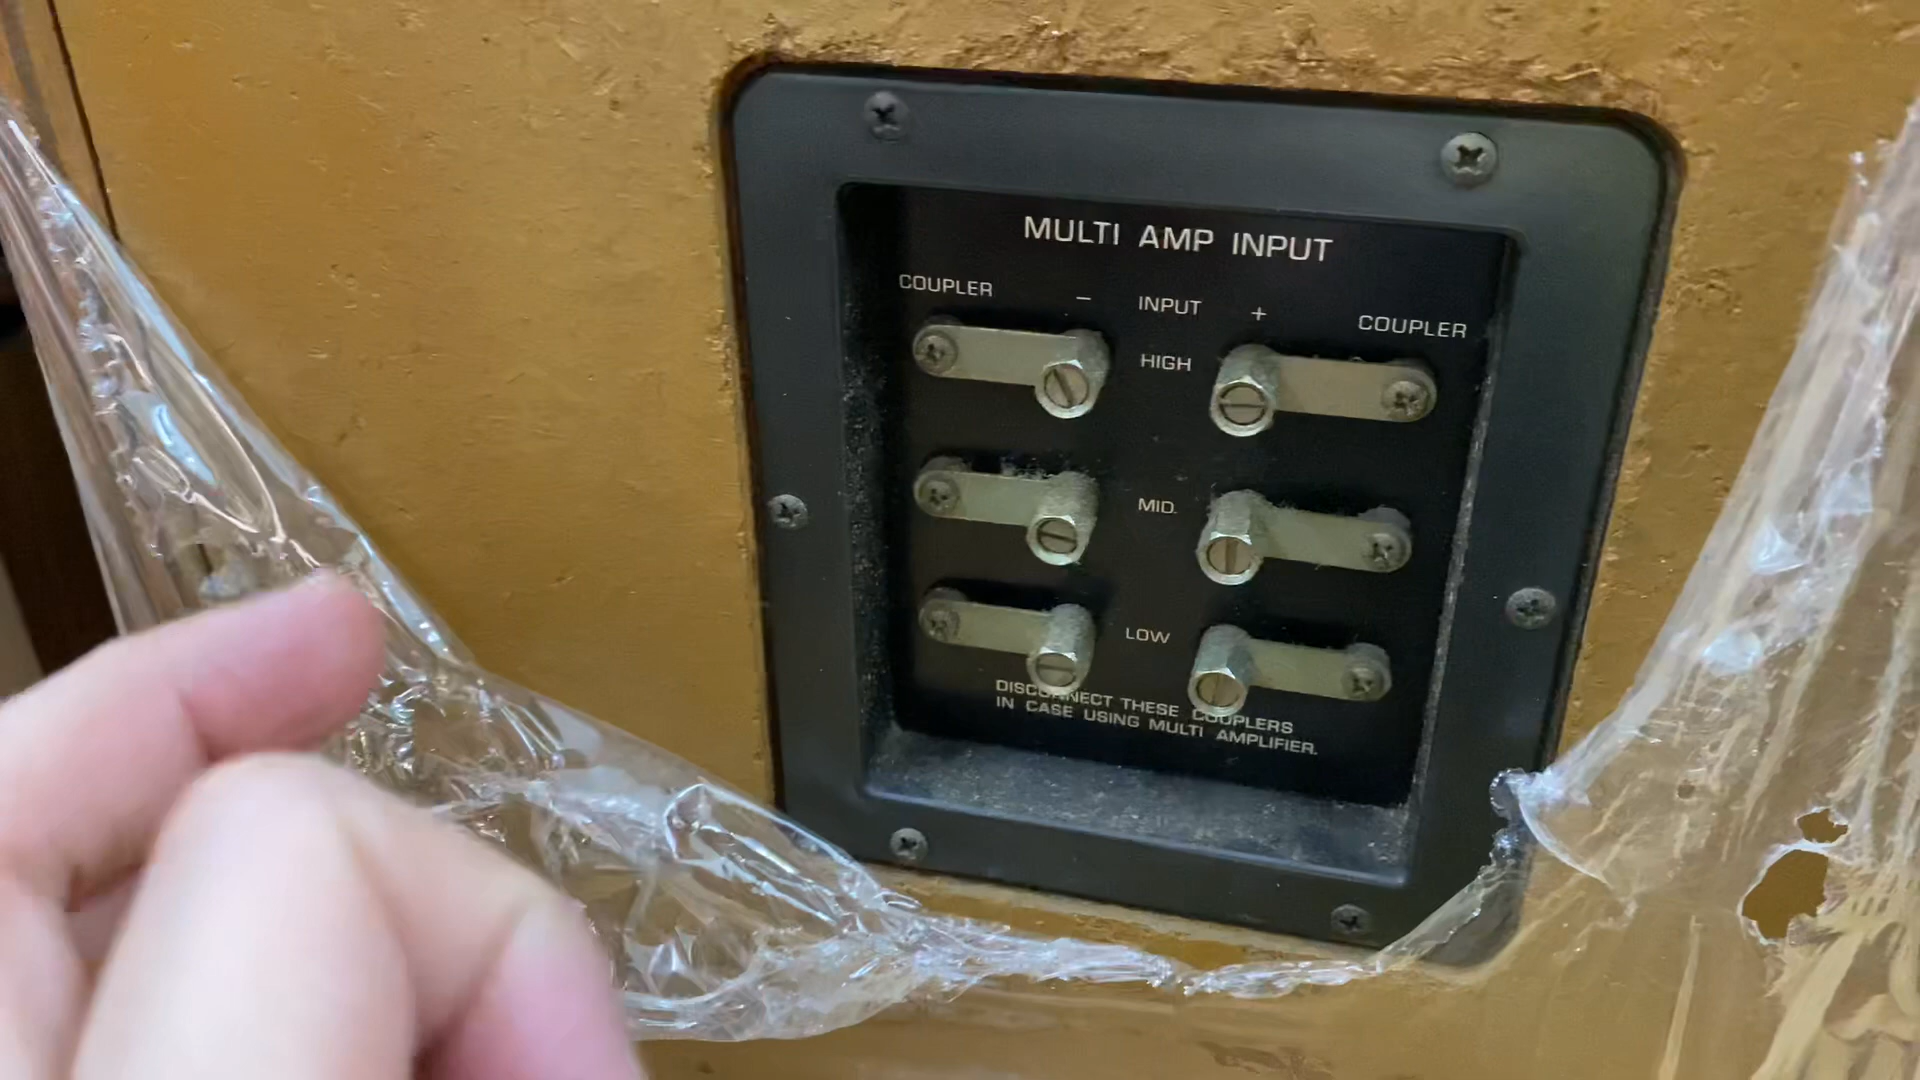 MULTI AMP INPUT
COUPLER − INPUT + COUPLER
HIGH
MID.
LOW
DISCONNECT THESE COUPLERS
IN CASE USING MULTI AMPLIFIER.